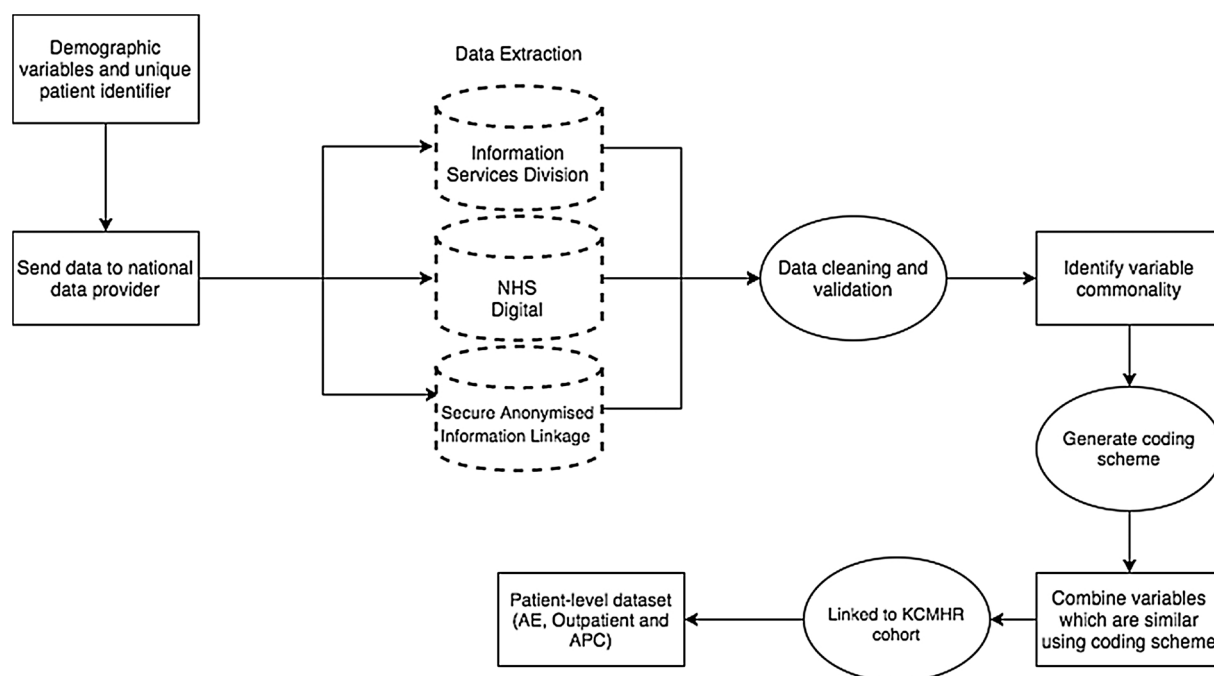 Demographic
variables and unique
patient identifier
Data Extraction
Information
Services Division
Send data to national
data provider
NHS
Digital
Data cleaning and
validation
Identify variable
commonality
Secure Anonymised
Information Linkage
Generate coding
scheme
Combine variables
which are similar
using coding scheme
Linked to KCMHR
cohort
Patient-level dataset
(AE, Outpatient and
APC)